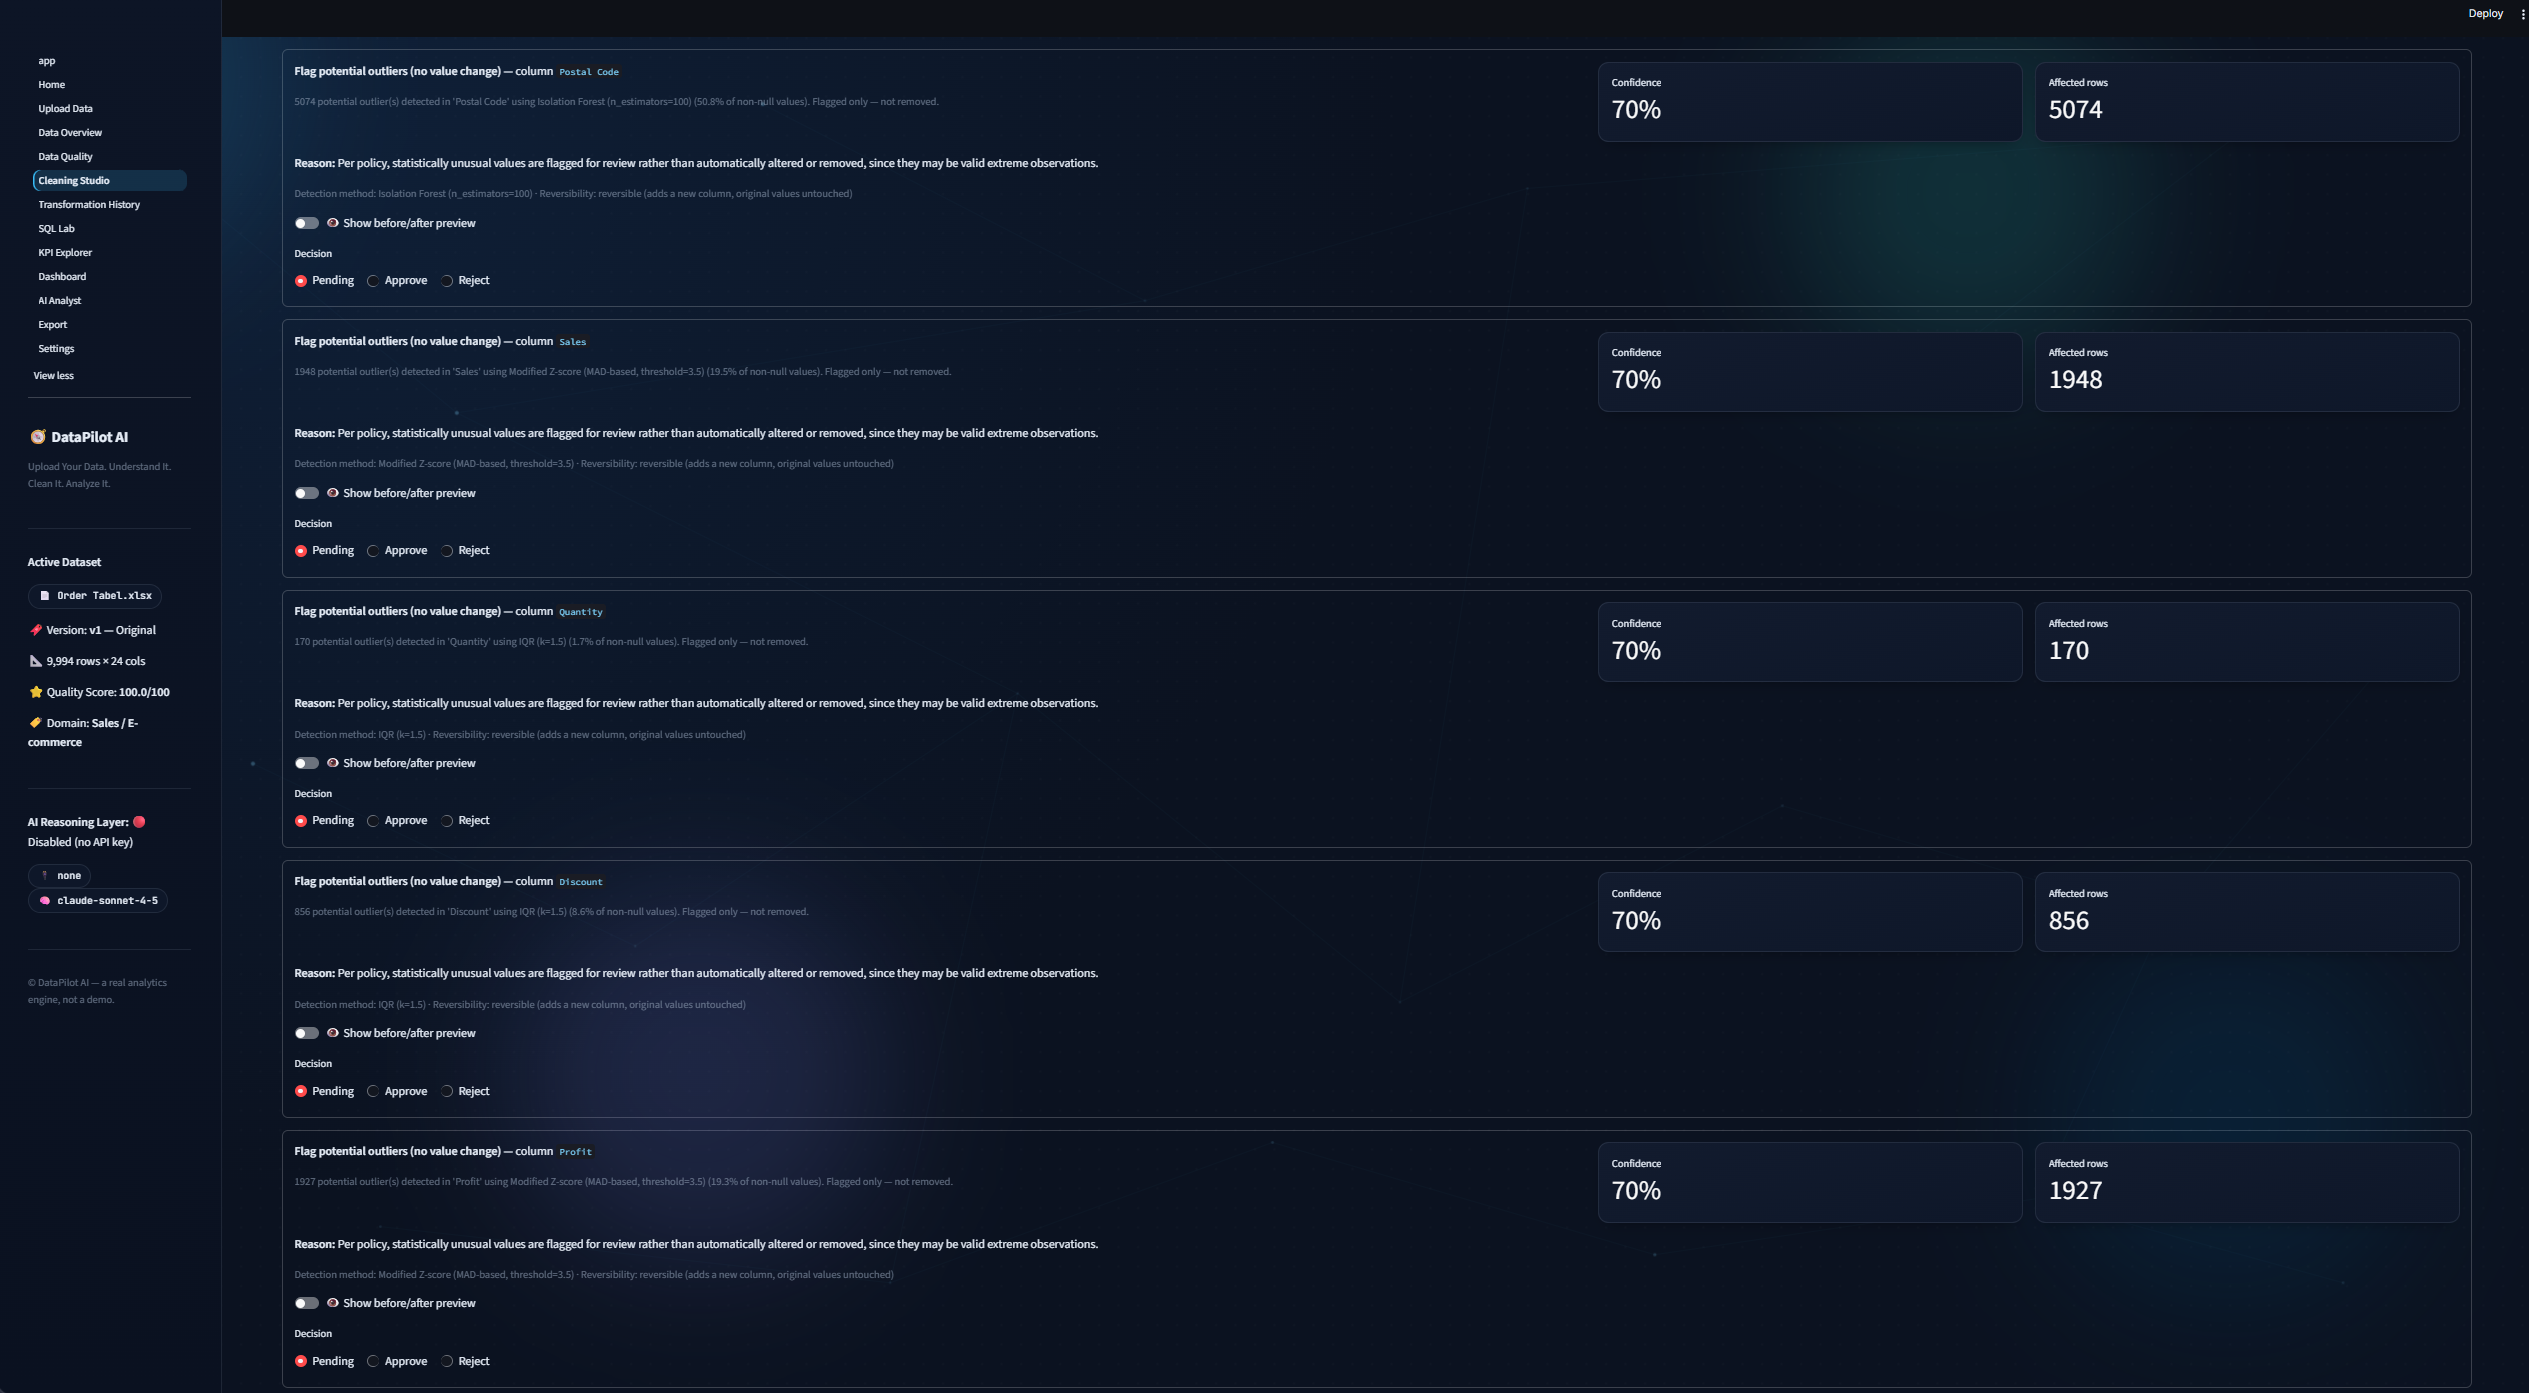 Deploy
app
Home
Upload Data
Data Overview
Data Quality
Cleaning Studio
Transformation History
SQL Lab
KPI Explorer
Dashboard
AI Analyst
Export
Settings
View less
DataPilot AI
Upload Your Data. Understand It.
Clean It. Analyze It.
Active Dataset
Order Tabel.xlsx
Version: v1 — Original
9,994 rows × 24 cols
Quality Score: 100.0/100
Domain: Sales / E-
commerce
AI Reasoning Layer:
Disabled (no API key)
none
claude-sonnet-4-5
© DataPilot AI — a real analytics
engine, not a demo.
Flag potential outliers (no value change) — column Postal Code
5074 potential outlier(s) detected in 'Postal Code' using Isolation Forest (n_estimators=100) (50.8% of non-null values). Flagged only — not removed.
Confidence
70%
Affected rows
5074
Reason: Per policy, statistically unusual values are flagged for review rather than automatically altered or removed, since they may be valid extreme observations.
Detection method: Isolation Forest (n_estimators=100) · Reversibility: reversible (adds a new column, original values untouched)
Show before/after preview
Decision
Pending Approve Reject
Flag potential outliers (no value change) — column Sales
1948 potential outlier(s) detected in 'Sales' using Modified Z-score (MAD-based, threshold=3.5) (19.5% of non-null values). Flagged only — not removed.
Confidence
70%
Affected rows
1948
Reason: Per policy, statistically unusual values are flagged for review rather than automatically altered or removed, since they may be valid extreme observations.
Detection method: Modified Z-score (MAD-based, threshold=3.5) · Reversibility: reversible (adds a new column, original values untouched)
Show before/after preview
Decision
Pending Approve Reject
Flag potential outliers (no value change) — column Quantity
170 potential outlier(s) detected in 'Quantity' using IQR (k=1.5) (1.7% of non-null values). Flagged only — not removed.
Confidence
70%
Affected rows
170
Reason: Per policy, statistically unusual values are flagged for review rather than automatically altered or removed, since they may be valid extreme observations.
Detection method: IQR (k=1.5) · Reversibility: reversible (adds a new column, original values untouched)
Show before/after preview
Decision
Pending Approve Reject
Flag potential outliers (no value change) — column Discount
856 potential outlier(s) detected in 'Discount' using IQR (k=1.5) (8.6% of non-null values). Flagged only — not removed.
Confidence
70%
Affected rows
856
Reason: Per policy, statistically unusual values are flagged for review rather than automatically altered or removed, since they may be valid extreme observations.
Detection method: IQR (k=1.5) · Reversibility: reversible (adds a new column, original values untouched)
Show before/after preview
Decision
Pending Approve Reject
Flag potential outliers (no value change) — column Profit
1927 potential outlier(s) detected in 'Profit' using Modified Z-score (MAD-based, threshold=3.5) (19.3% of non-null values). Flagged only — not removed.
Confidence
70%
Affected rows
1927
Reason: Per policy, statistically unusual values are flagged for review rather than automatically altered or removed, since they may be valid extreme observations.
Detection method: Modified Z-score (MAD-based, threshold=3.5) · Reversibility: reversible (adds a new column, original values untouched)
Show before/after preview
Decision
Pending Approve Reject